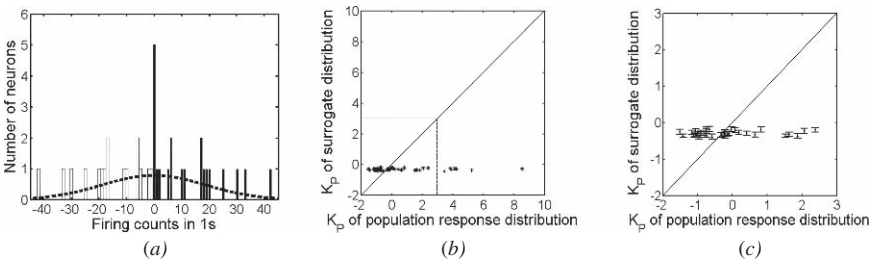 6
5
4
3
2
1
0
Number of neurons
-40 -30 -20 -10 0 10 20 30 40
Firing counts in 1s
(a)
10
8
6
4
2
0
-2
K_P of surrogate distribution
-2 0 2 4 6 8 10
K_P of population response distribution
(b)
3
2
1
0
-1
-2
K_P of surrogate distribution
-2 -1 0 1 2 3
K_P of population response distribution
(c)